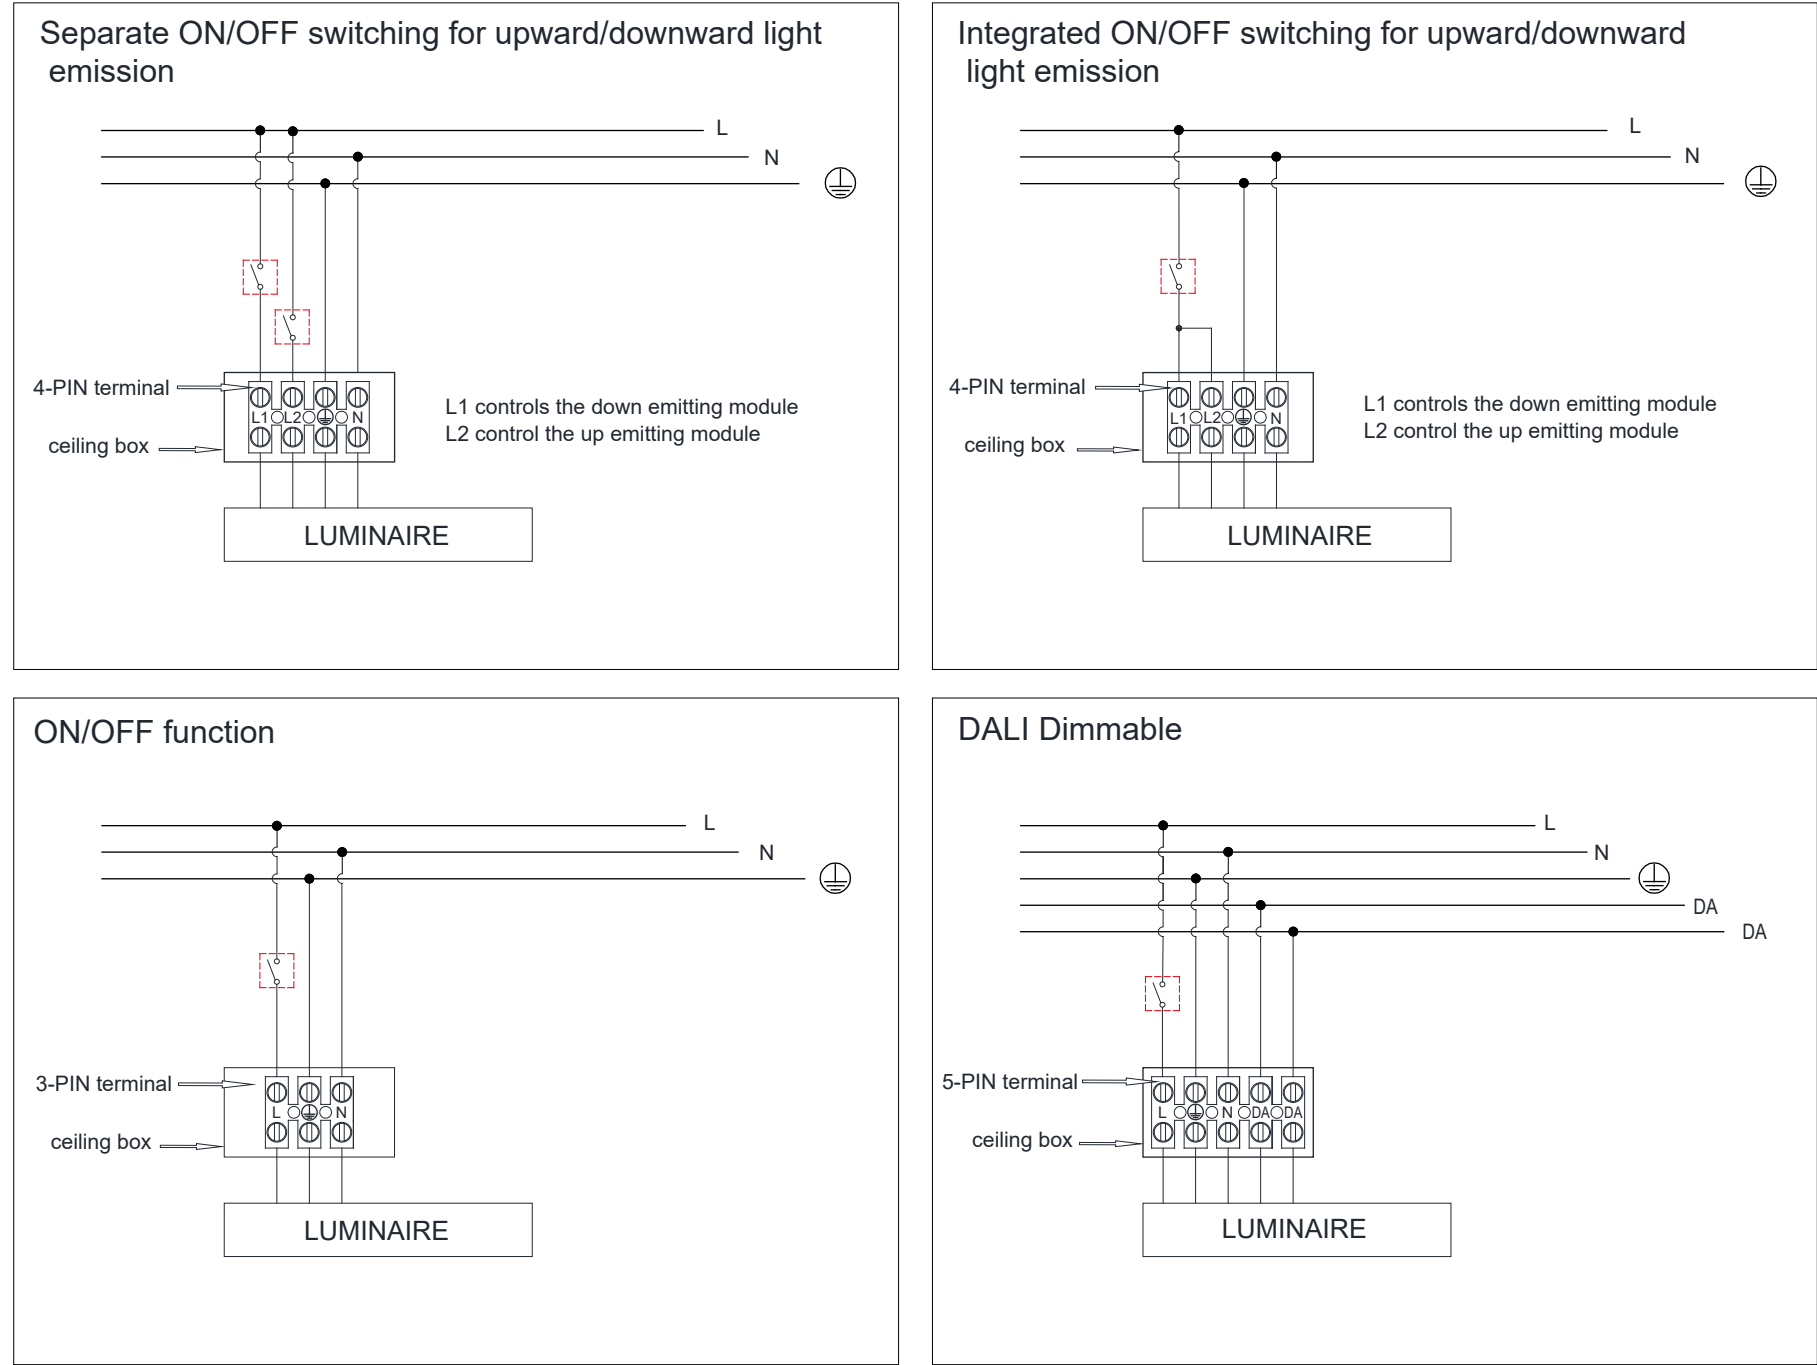 Separate ON/OFF switching for upward/downward light
emission
L
N
4-PIN terminal
L1 L2 N
ceiling box
L1 controls the down emitting module
L2 control the up emitting module
LUMINAIRE
Integrated ON/OFF switching for upward/downward
light emission
L
N
4-PIN terminal
L1 L2 N
ceiling box
L1 controls the down emitting module
L2 control the up emitting module
LUMINAIRE
ON/OFF function
L
N
3-PIN terminal
L N
ceiling box
LUMINAIRE
DALI Dimmable
L
N
DA
DA
5-PIN terminal
L N DA DA
ceiling box
LUMINAIRE